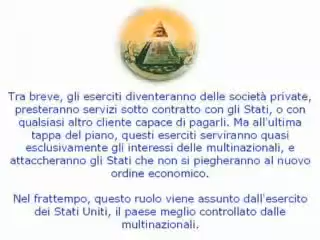 Tra breve, gli eserciti diventeranno delle società private,
presteranno servizi sotto contratto con gli Stati, o con
qualsiasi altro cliente capace di pagarli. Ma all'ultima
tappa del piano, questi eserciti serviranno quasi
esclusivamente gli interessi delle multinazionali, e
attaccheranno gli Stati che non si piegheranno al nuovo
ordine economico.
Nel frattempo, questo ruolo viene assunto dall'esercito
dei Stati Uniti, il paese meglio controllato dalle
multinazionali.